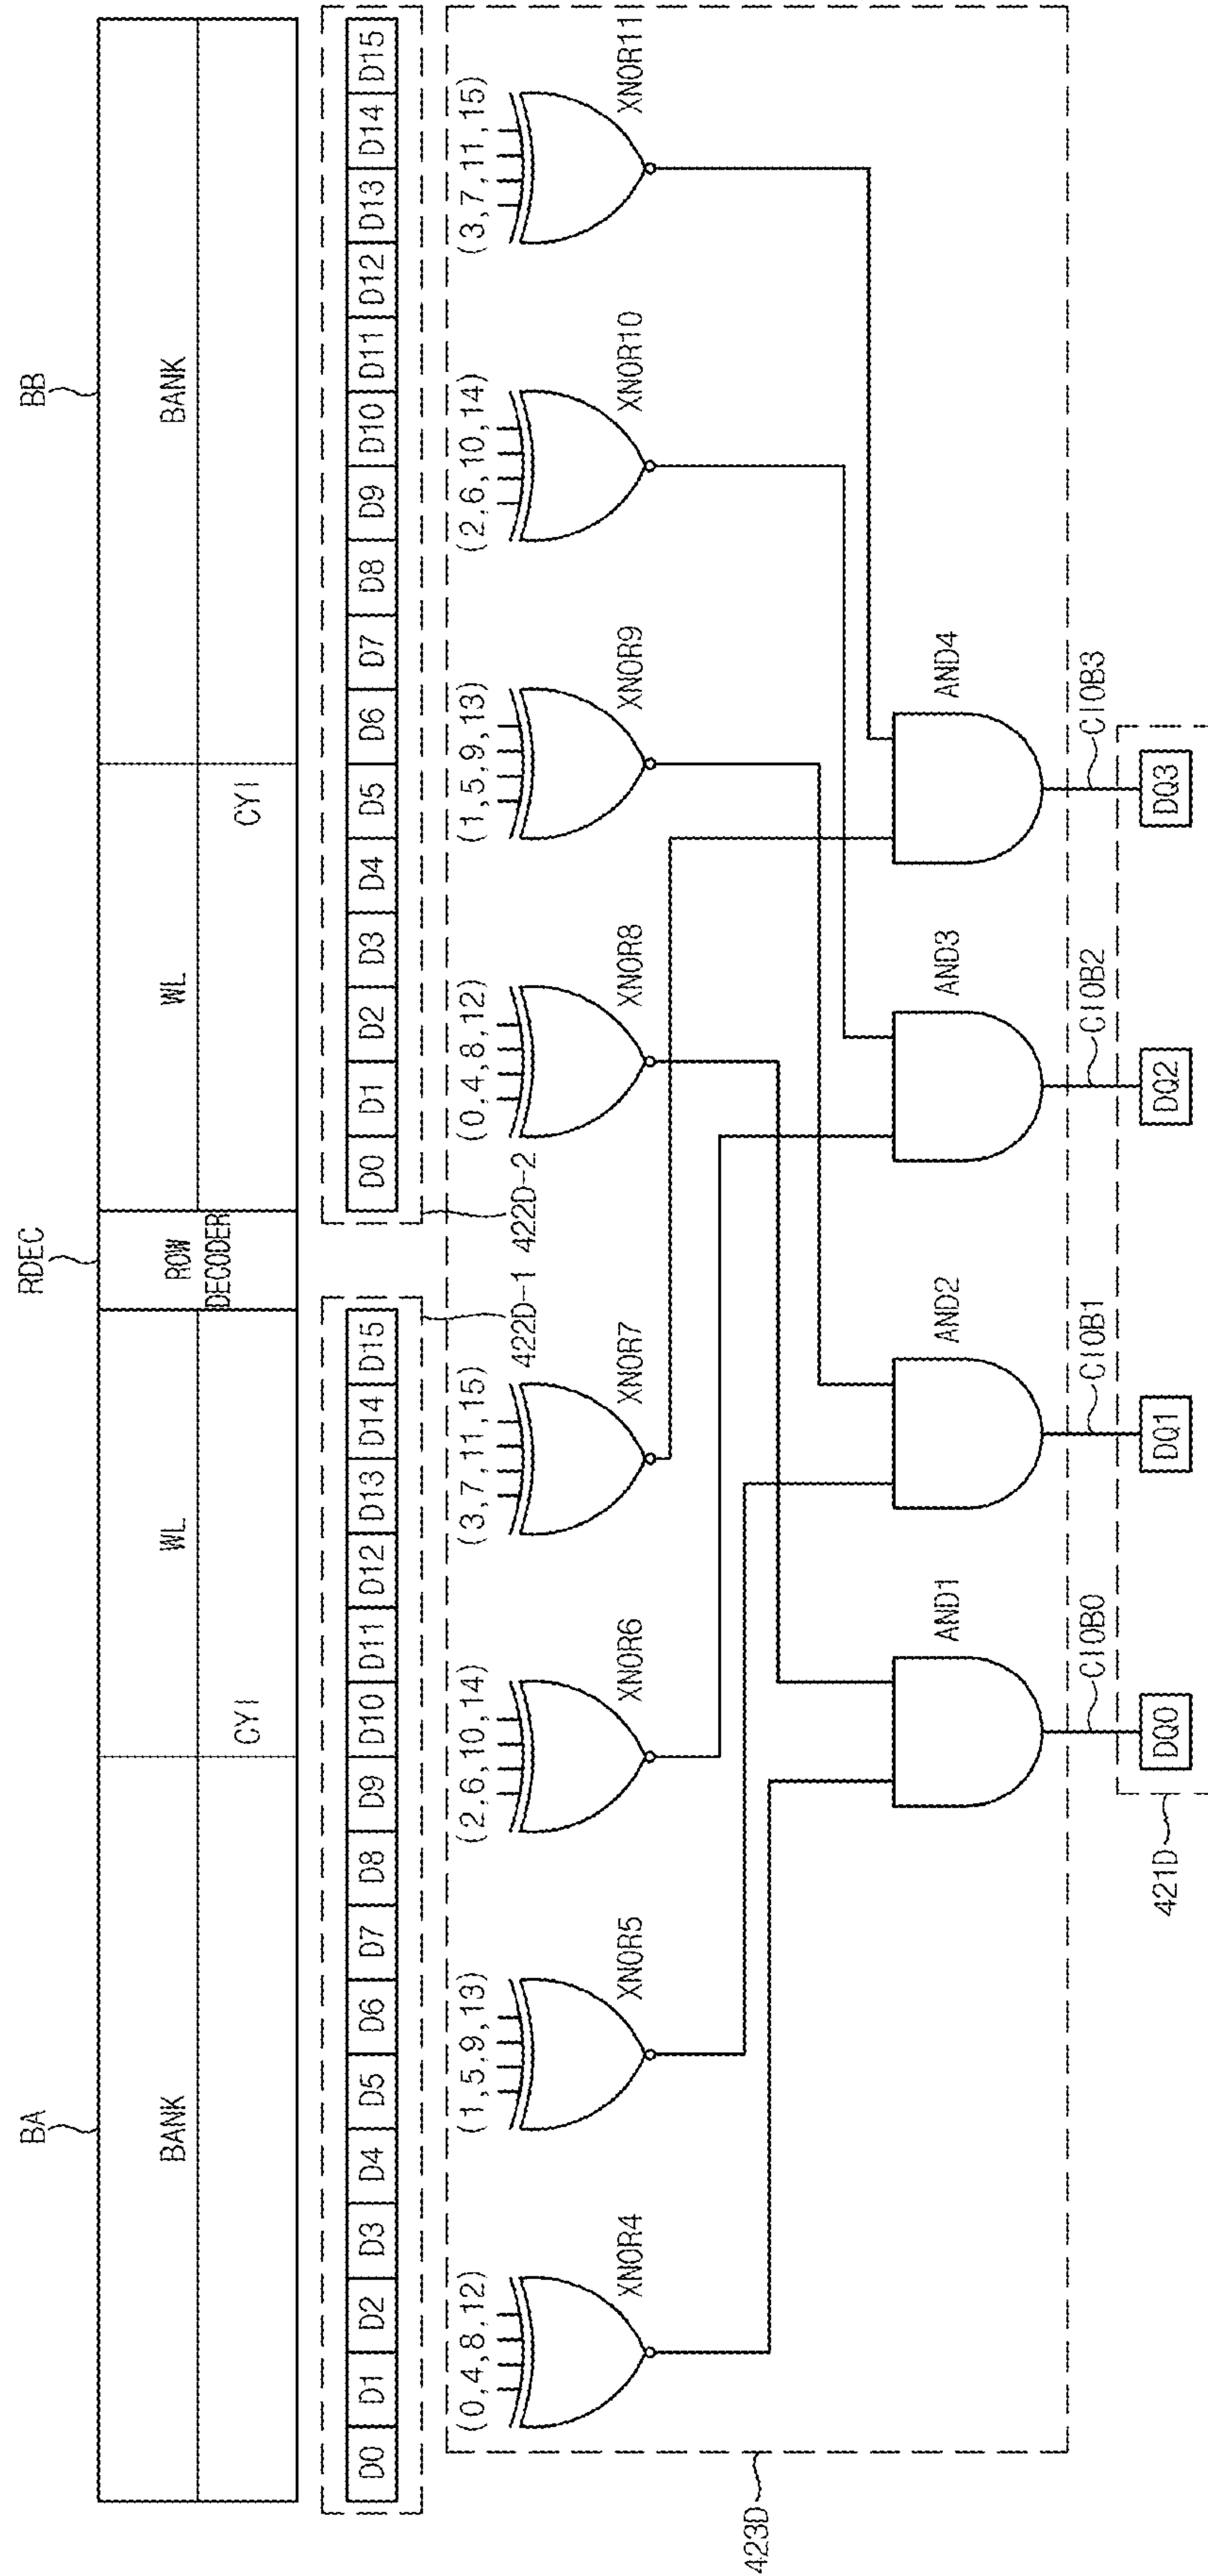 BA
RDEC
BB
BANK
WL
ROW
DECODER
WL
BANK
CYI
CYI
D0 D1 D2 D3 D4 D5 D6 D7 D8 D9 D10 D11 D12 D13 D14 D15
D0 D1 D2 D3 D4 D5 D6 D7 D8 D9 D10 D11 D12 D13 D14 D15
422D-1
422D-2
(0,4,8,12)
(1,5,9,13)
(2,6,10,14)
(3,7,11,15)
(0,4,8,12)
(1,5,9,13)
(2,6,10,14)
(3,7,11,15)
XNOR4
XNOR5
XNOR6
XNOR7
XNOR8
XNOR9
XNOR10
XNOR11
423D
AND1
AND2
AND3
AND4
CIOB0
CIOB1
CIOB2
CIOB3
421D
DQ0
DQ1
DQ2
DQ3